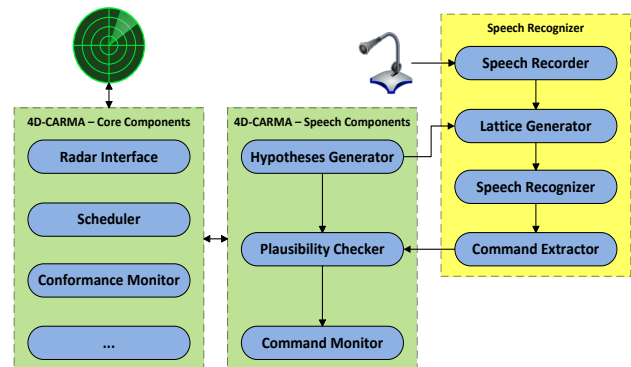 4D-CARMA – Core Components
Radar Interface
Scheduler
Conformance Monitor
...
4D-CARMA – Speech Components
Hypotheses Generator
Plausibility Checker
Command Monitor
Speech Recognizer
Speech Recorder
Lattice Generator
Speech Recognizer
Command Extractor